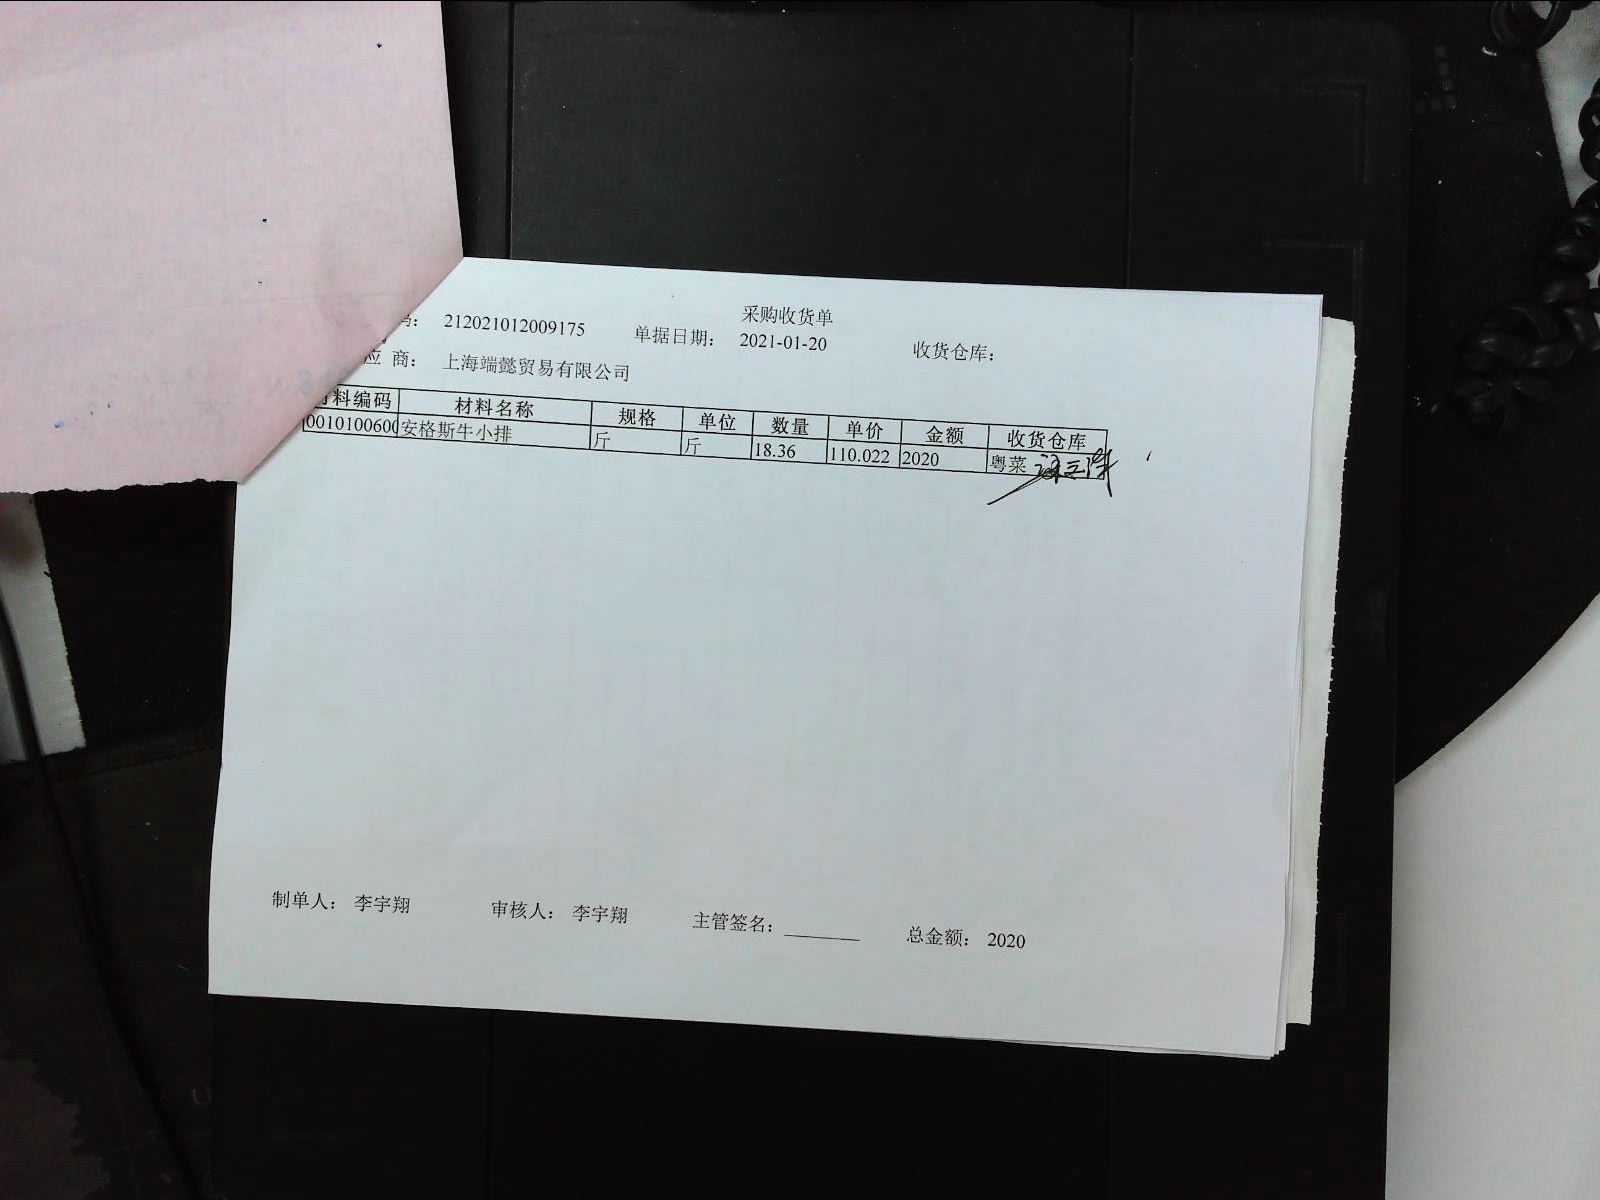 采购收货单
码： 212021012009175 单据日期： 2021-01-20 收货仓库：
应 商： 上海端懿贸易有限公司
料编码 材料名称 规格 单位 数量 单价 金额 收货仓库
0010100600 安格斯牛小排 斤 斤 18.36 110.022 2020 粤菜
制单人： 李宇翔 审核人： 李宇翔 主管签名：________ 总金额： 2020